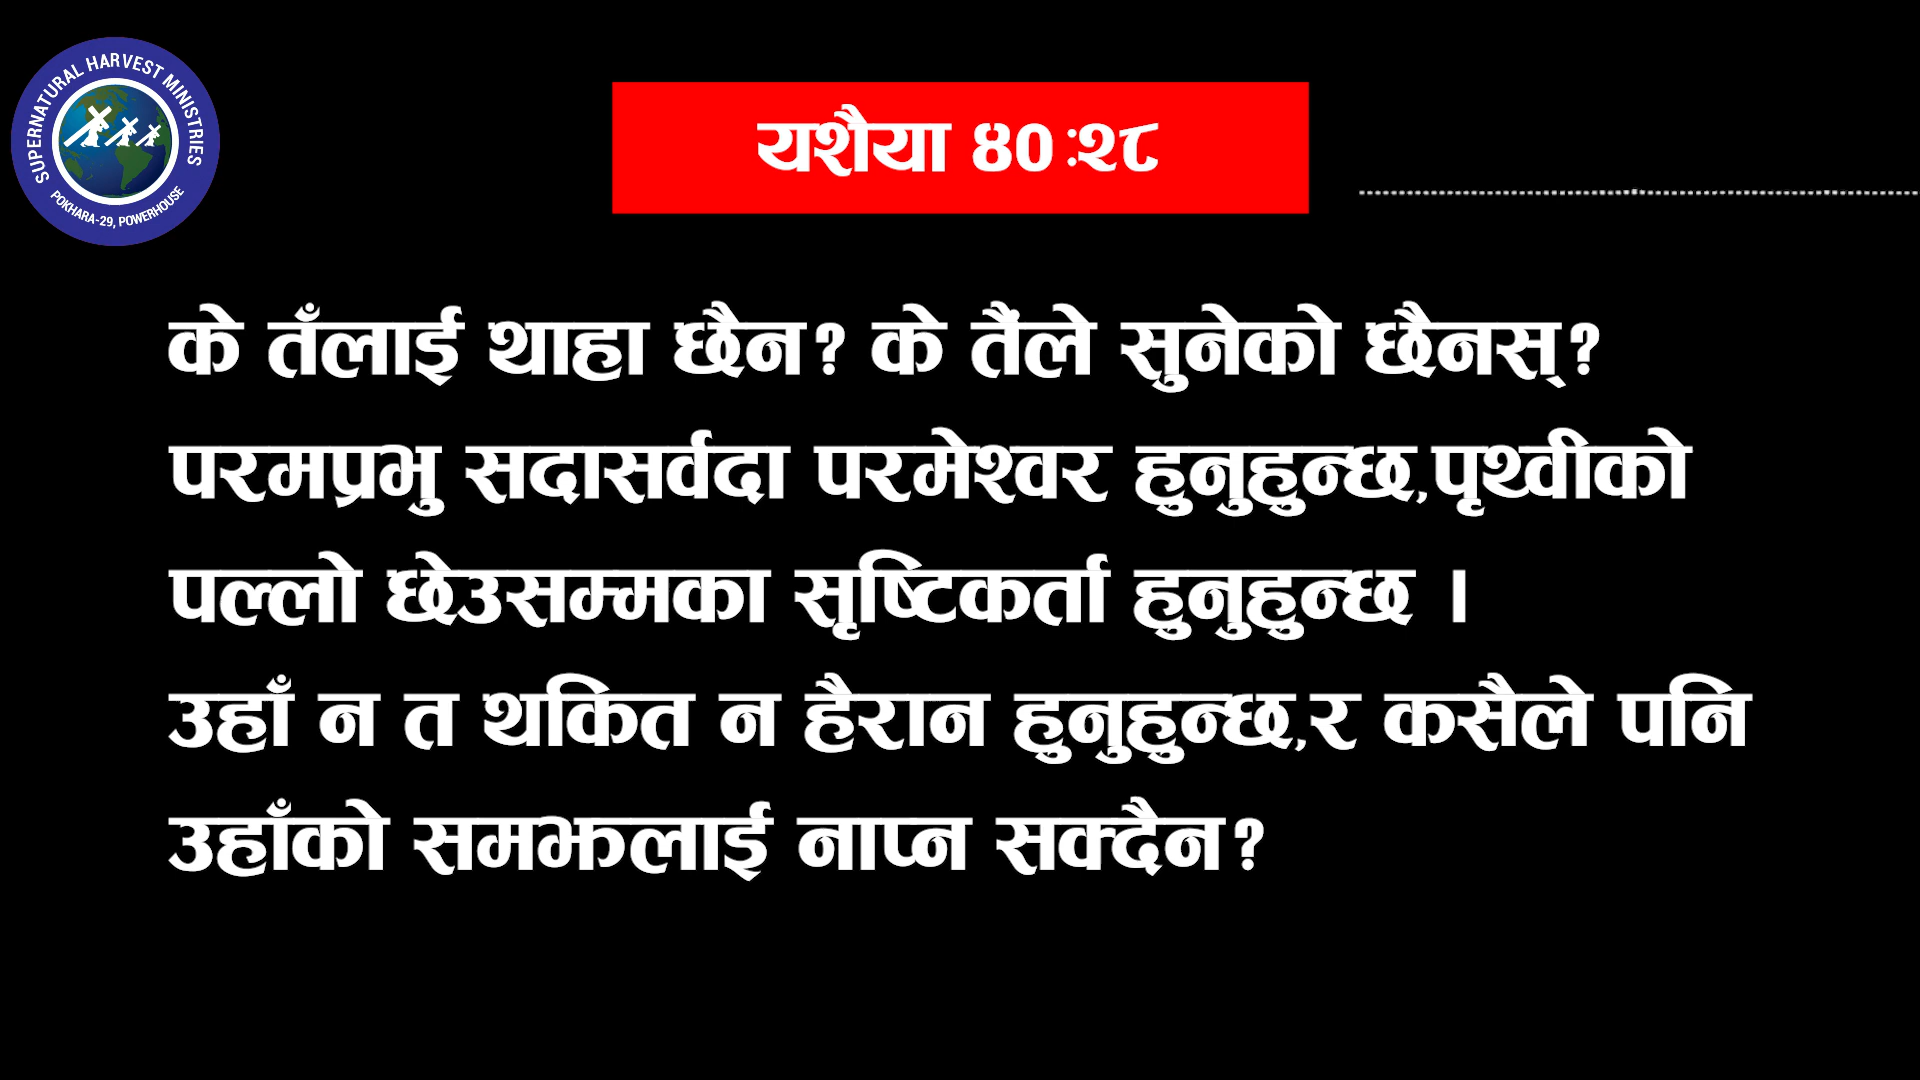 SUPERNATURAL HARVEST MINISTRIES
POKHARA-29, POWERHOUSE
यशैया ४० :२८
के तँलाई थाहा छैन? के तैंले सुनेको छैनस्?
परमप्रभु सदासर्वदा परमेश्वर हुनुहुन्छ,पृथ्वीको
पल्लो छेउसम्मका सृष्टिकर्ता हुनुहुन्छ ।
उहाँ न त थकित न हैरान हुनुहुन्छ,र कसैले पनि
उहाँको समझलाई नाप्न सक्दैन?